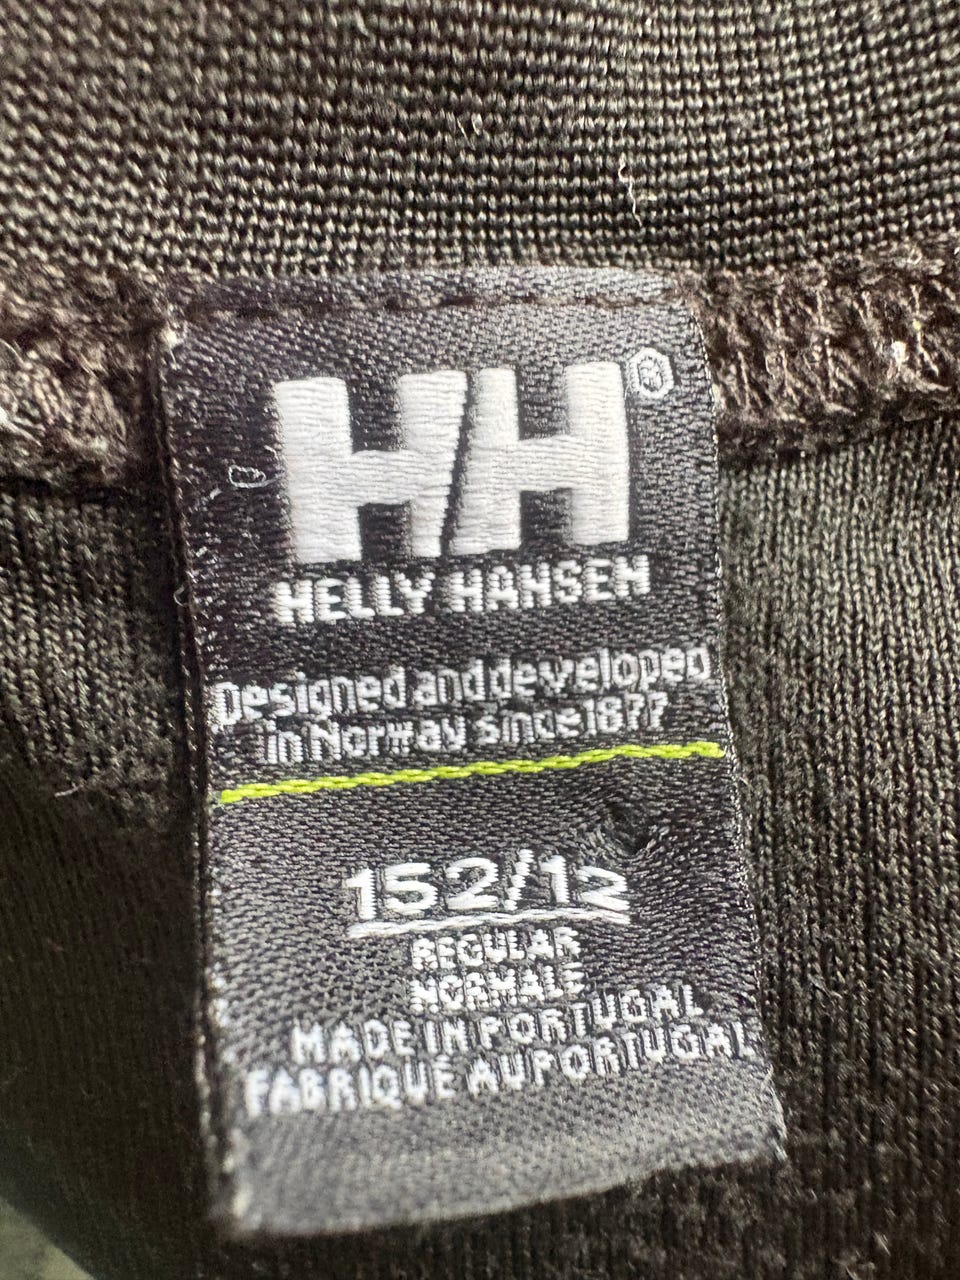 HH®
HELLY HANSEN
Designed and developed
in Norway since 1877
152/12
REGULAR
NORMALE
MADE IN PORTUGAL
FABRIQUÉ AU PORTUGAL